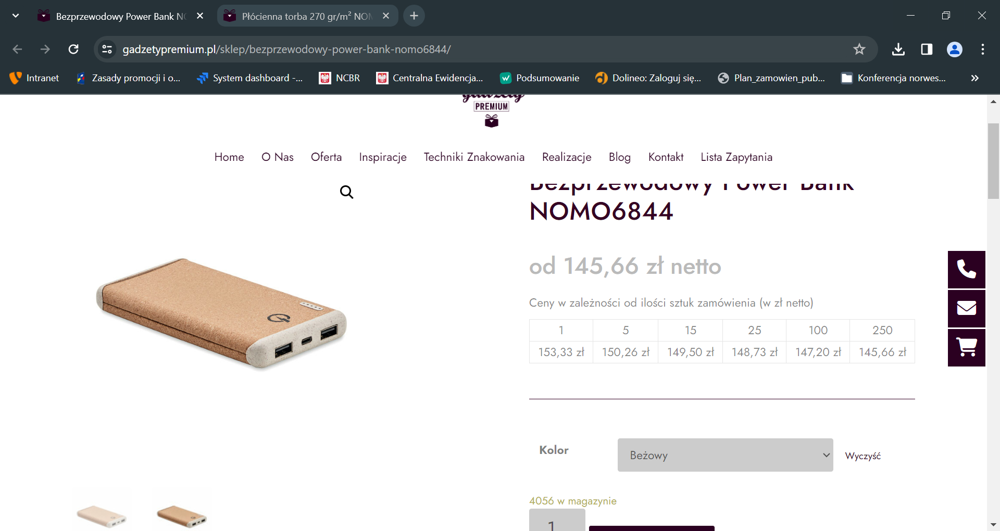 Bezprzewodowy Power Bank NO
Płócienna torba 270 gr/m² NOM
gadzetypremium.pl/sklep/bezprzewodowy-power-bank-nomo6844/
Intranet
Zasady promocji i o...
System dashboard -...
NCBR
Centralna Ewidencja...
Podsumowanie
Dolineo: Zaloguj się...
Plan_zamowien_pub...
Konferencja norwes...
gadżety
PREMIUM
Home O Nas Oferta Inspiracje Techniki Znakowania Realizacje Blog Kontakt Lista Zapytania
Bezprzewodowy Power Bank
NOMO6844
od 145,66 zł netto
Ceny w zależności od ilości sztuk zamówienia (w zł netto)
1 5 15 25 100 250
153,33 zł 150,26 zł 149,50 zł 148,73 zł 147,20 zł 145,66 zł
Kolor
Beżowy
Wyczyść
4056 w magazynie
1